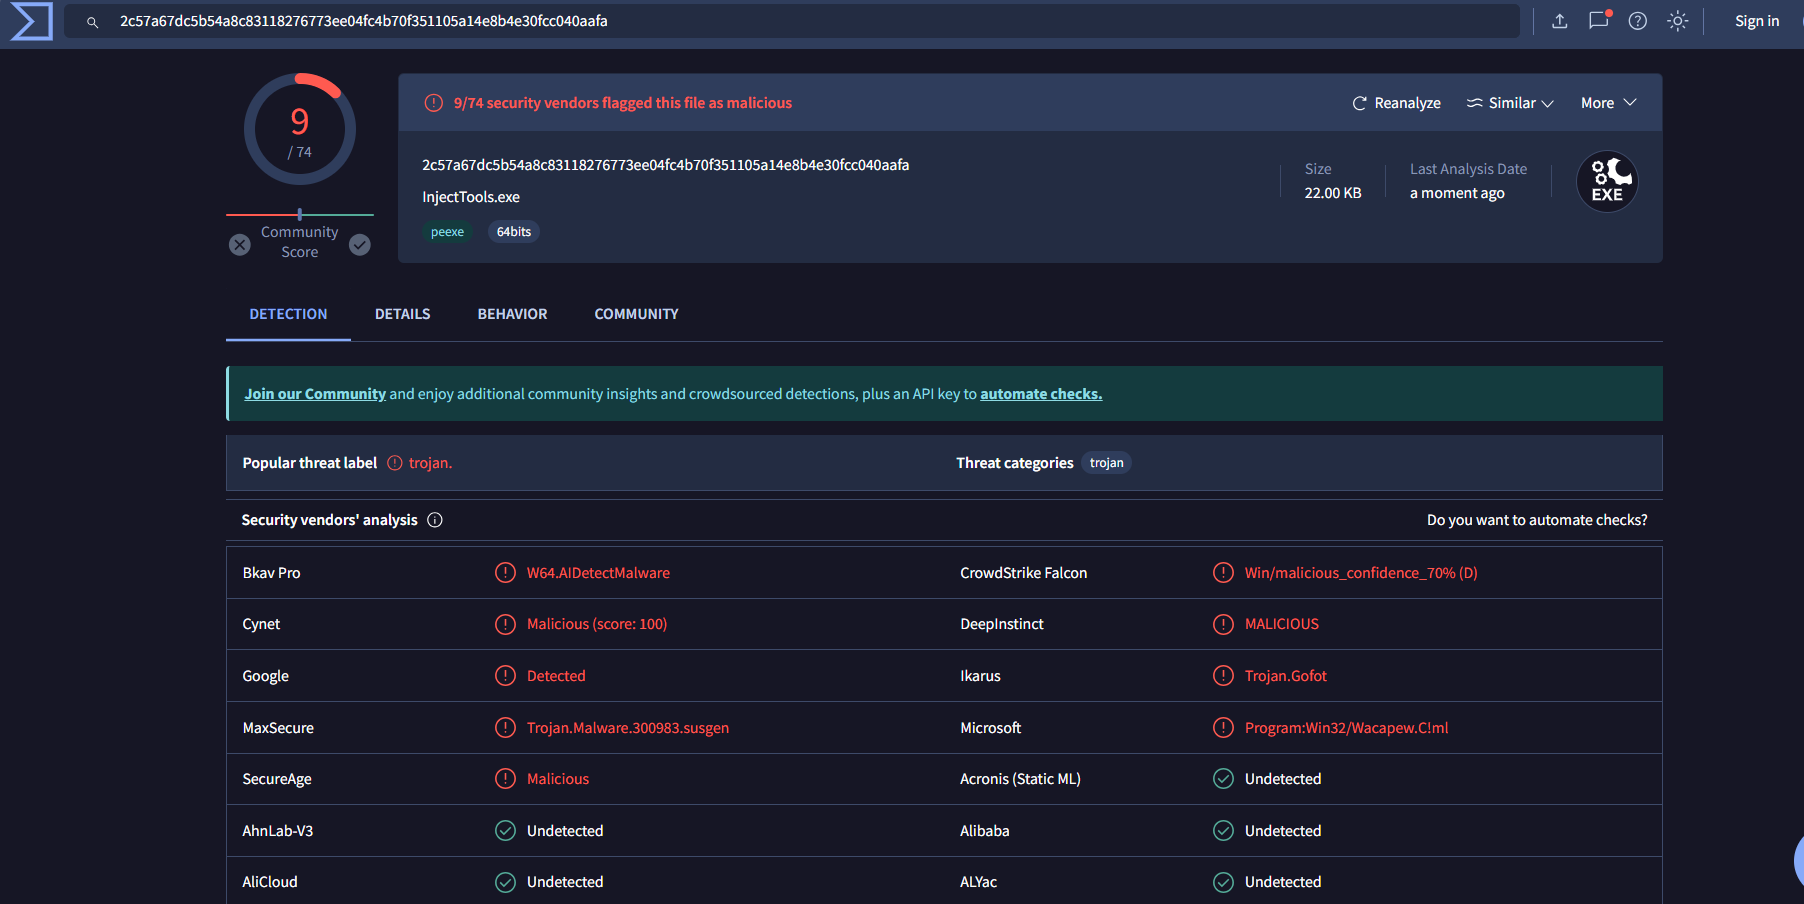 2c57a67dc5b54a8c83118276773ee04fc4b70f351105a14e8b4e30fcc040aafa
Sign in
9
/ 74
Community
Score
9/74 security vendors flagged this file as malicious
Reanalyze
Similar
More
2c57a67dc5b54a8c83118276773ee04fc4b70f351105a14e8b4e30fcc040aafa
InjectTools.exe
peexe
64bits
Size
22.00 KB
Last Analysis Date
a moment ago
EXE
DETECTION
DETAILS
BEHAVIOR
COMMUNITY
Join our Community and enjoy additional community insights and crowdsourced detections, plus an API key to automate checks.
Popular threat label trojan.
Threat categories trojan
Security vendors' analysis
Do you want to automate checks?
Bkav Pro W64.AIDetectMalware
CrowdStrike Falcon Win/malicious_confidence_70% (D)
Cynet Malicious (score: 100)
DeepInstinct MALICIOUS
Google Detected
Ikarus Trojan.Gofot
MaxSecure Trojan.Malware.300983.susgen
Microsoft Program:Win32/Wacapew.C!ml
SecureAge Malicious
Acronis (Static ML) Undetected
AhnLab-V3 Undetected
Alibaba Undetected
AliCloud Undetected
ALYac Undetected